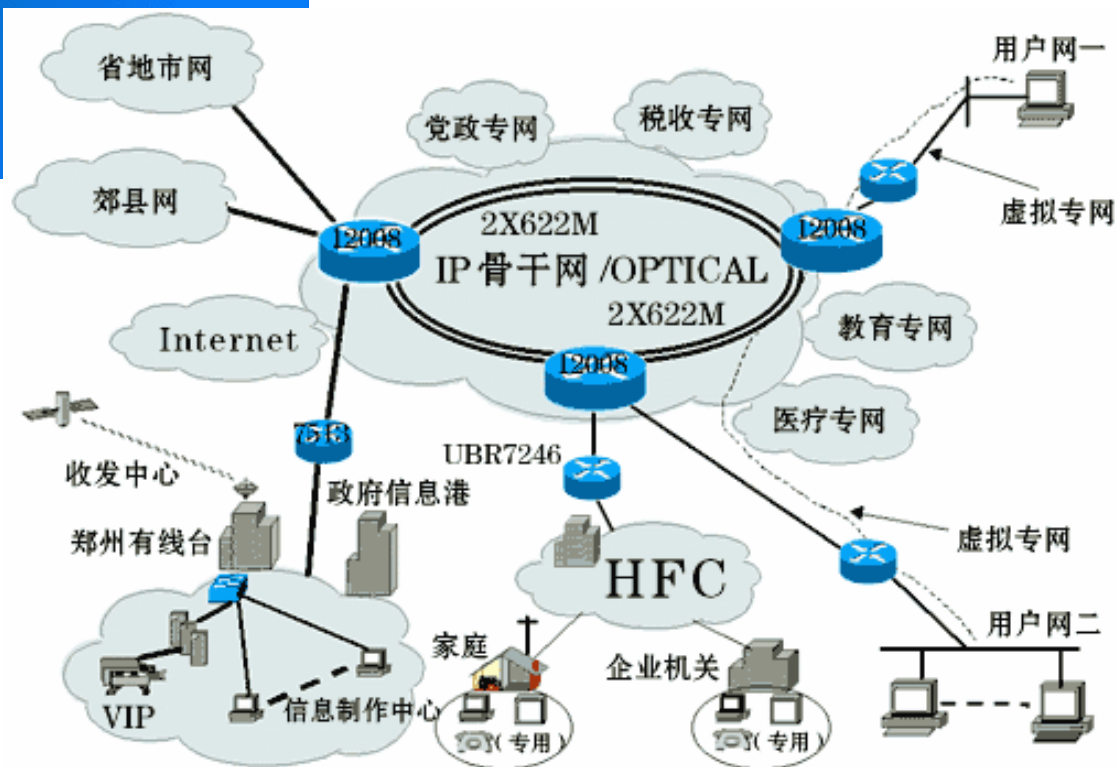 用户网一
省地市网
党政专网
税收专网
郊县网
虚拟专网
12008
2X622M
12008
IP骨干网/OPTICAL
2X622M
教育专网
Internet
12008
医疗专网
7513
UBR7246
收发中心
政府信息港
郑州有线台
虚拟专网
HFC
家庭
企业机关
用户网二
VIP
信息制作中心
(专用)
(专用)